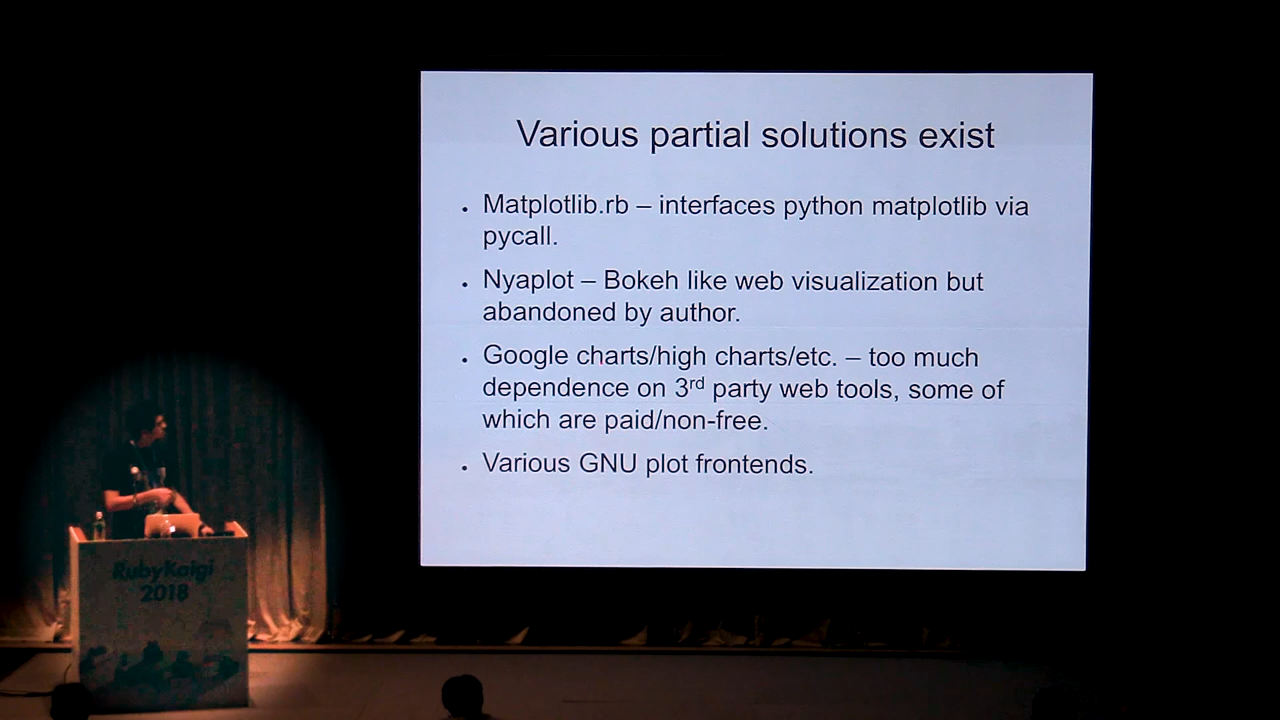 Various partial solutions exist
• Matplotlib.rb – interfaces python matplotlib via
pycall.
• Nyaplot – Bokeh like web visualization but
abandoned by author.
• Google charts/high charts/etc. – too much
dependence on 3rd party web tools, some of
which are paid/non-free.
• Various GNU plot frontends.
RubyKaigi
2018